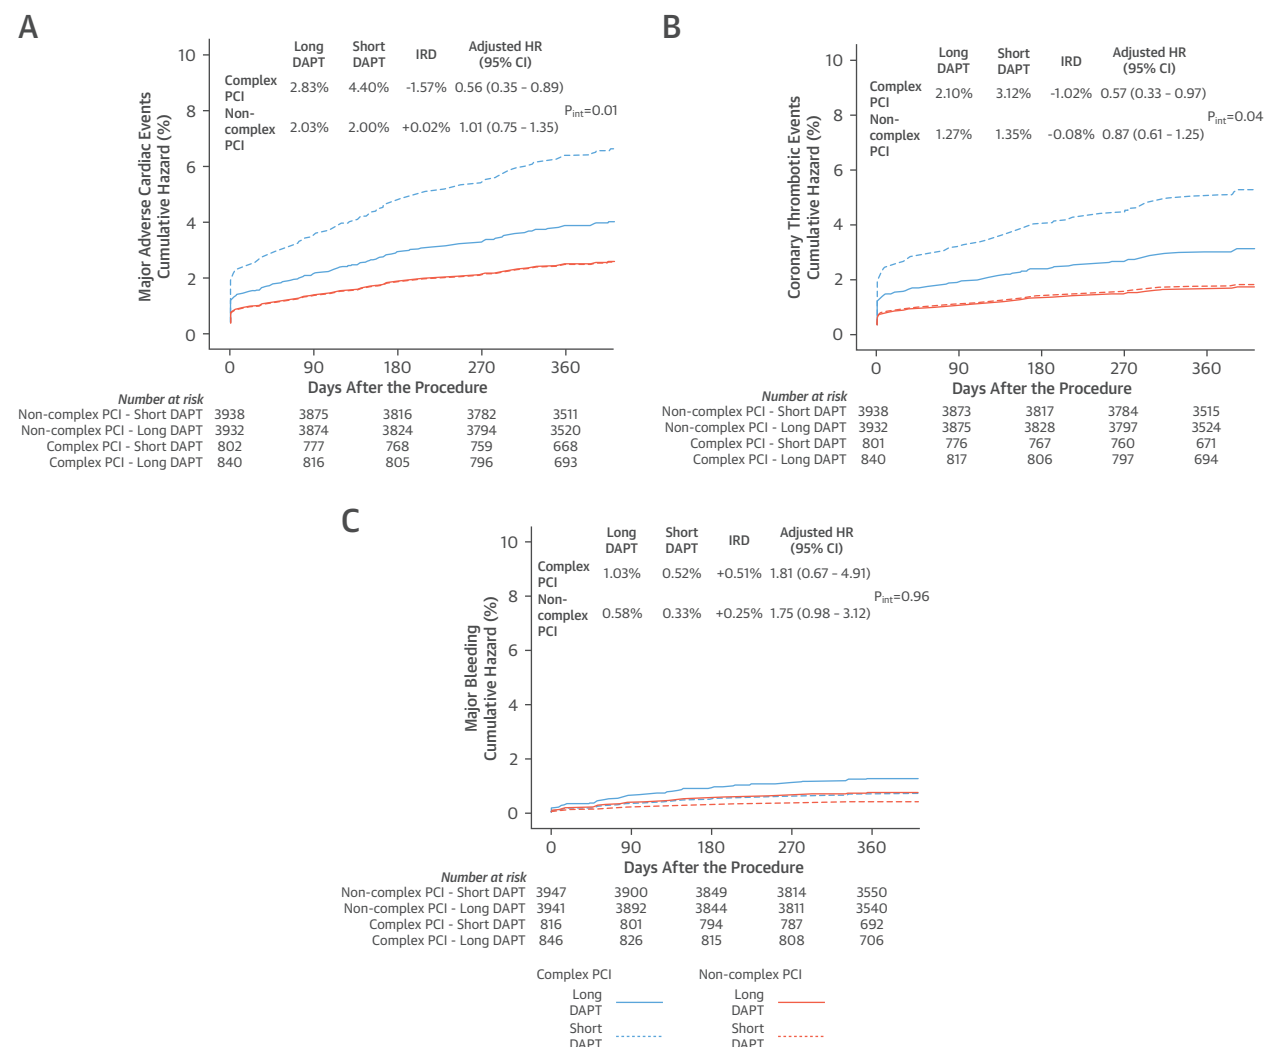 A
Major Adverse Cardiac Events
Cumulative Hazard (%)
10
8
6
4
2
0
Long DAPT Short DAPT IRD Adjusted HR (95% CI)
Complex PCI 2.83% 4.40% -1.57% 0.56 (0.35 – 0.89)
Non-complex PCI 2.03% 2.00% +0.02% 1.01 (0.75 – 1.35)
Pint=0.01
0 90 180 270 360
Days After the Procedure
Number at risk
Non-complex PCI - Short DAPT 3938 3875 3816 3782 3511
Non-complex PCI - Long DAPT 3932 3874 3824 3794 3520
Complex PCI - Short DAPT 802 777 768 759 668
Complex PCI - Long DAPT 840 816 805 796 693
B
Coronary Thrombotic Events
Cumulative Hazard (%)
10
8
6
4
2
0
Long DAPT Short DAPT IRD Adjusted HR (95% CI)
Complex PCI 2.10% 3.12% -1.02% 0.57 (0.33 – 0.97)
Non-complex PCI 1.27% 1.35% -0.08% 0.87 (0.61 – 1.25)
Pint=0.04
0 90 180 270 360
Days After the Procedure
Number at risk
Non-complex PCI - Short DAPT 3938 3873 3817 3784 3515
Non-complex PCI - Long DAPT 3932 3875 3828 3797 3524
Complex PCI - Short DAPT 801 776 767 760 671
Complex PCI - Long DAPT 840 817 806 797 694
C
Major Bleeding
Cumulative Hazard (%)
10
8
6
4
2
0
Long DAPT Short DAPT IRD Adjusted HR (95% CI)
Complex PCI 1.03% 0.52% +0.51% 1.81 (0.67 – 4.91)
Non-complex PCI 0.58% 0.33% +0.25% 1.75 (0.98 – 3.12)
Pint=0.96
0 90 180 270 360
Days After the Procedure
Number at risk
Non-complex PCI - Short DAPT 3947 3900 3849 3814 3550
Non-complex PCI - Long DAPT 3941 3892 3844 3811 3540
Complex PCI - Short DAPT 816 801 794 787 692
Complex PCI - Long DAPT 846 826 815 808 706
Complex PCI Non-complex PCI
Long DAPT Long DAPT
Short DAPT Short DAPT